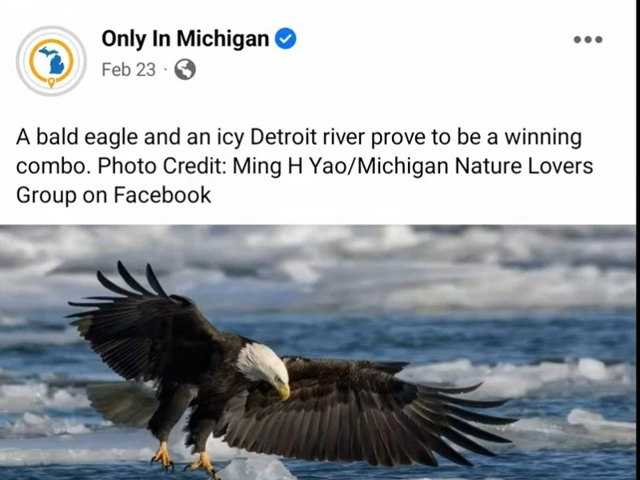 Only In Michigan
Feb 23 ·
A bald eagle and an icy Detroit river prove to be a winning
combo. Photo Credit: Ming H Yao/Michigan Nature Lovers
Group on Facebook